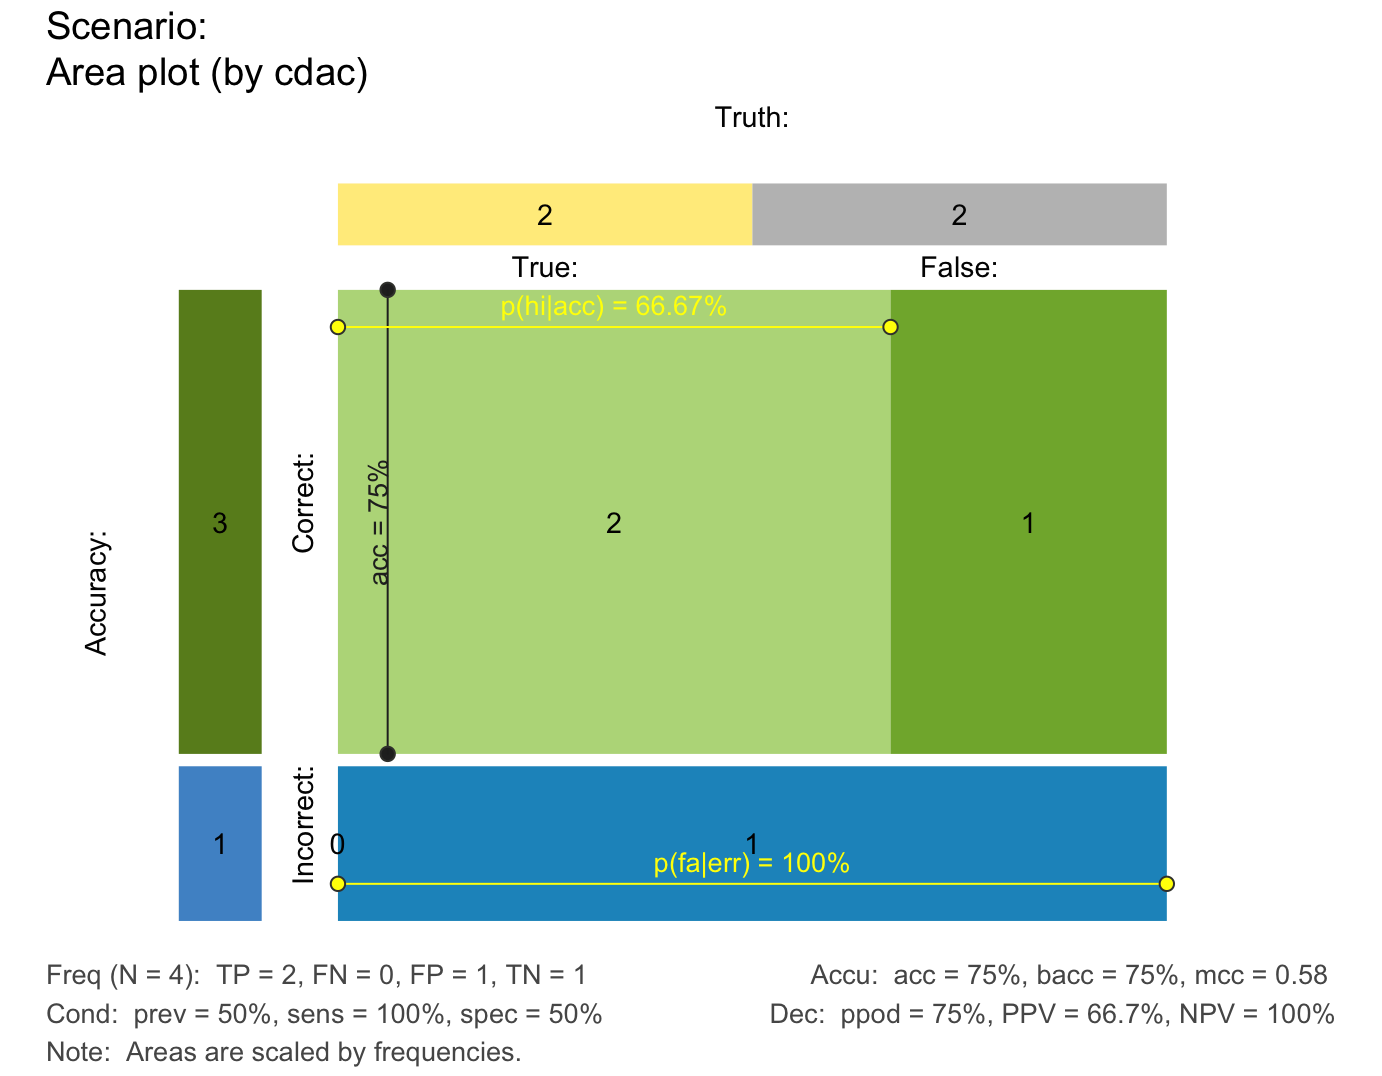 Scenario:
Area plot (by cdac)
Truth:
2
2
True:
False:
p(hi|acc) = 66.67%
Accuracy:
3
Correct:
acc = 75%
2
1
1
Incorrect:
0
1
p(fa|err) = 100%
Freq (N = 4):  TP = 2, FN = 0, FP = 1, TN = 1
Accu:  acc = 75%, bacc = 75%, mcc = 0.58
Cond:  prev = 50%, sens = 100%, spec = 50%
Dec:  ppod = 75%, PPV = 66.7%, NPV = 100%
Note:  Areas are scaled by frequencies.